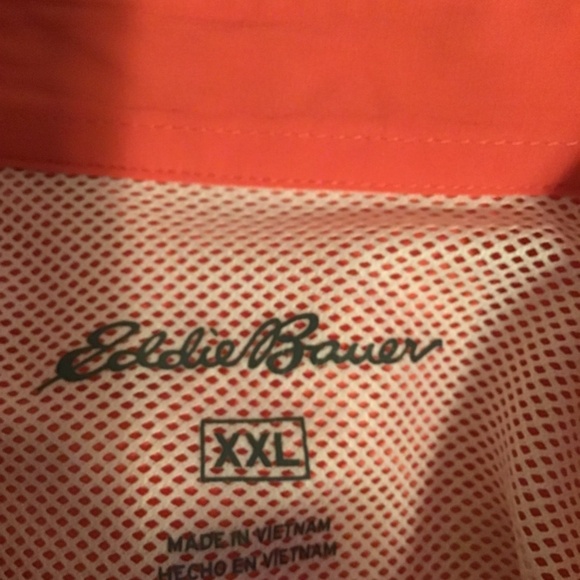 Eddie Bauer
XXL
MADE IN VIETNAM
HECHO EN VIETNAM